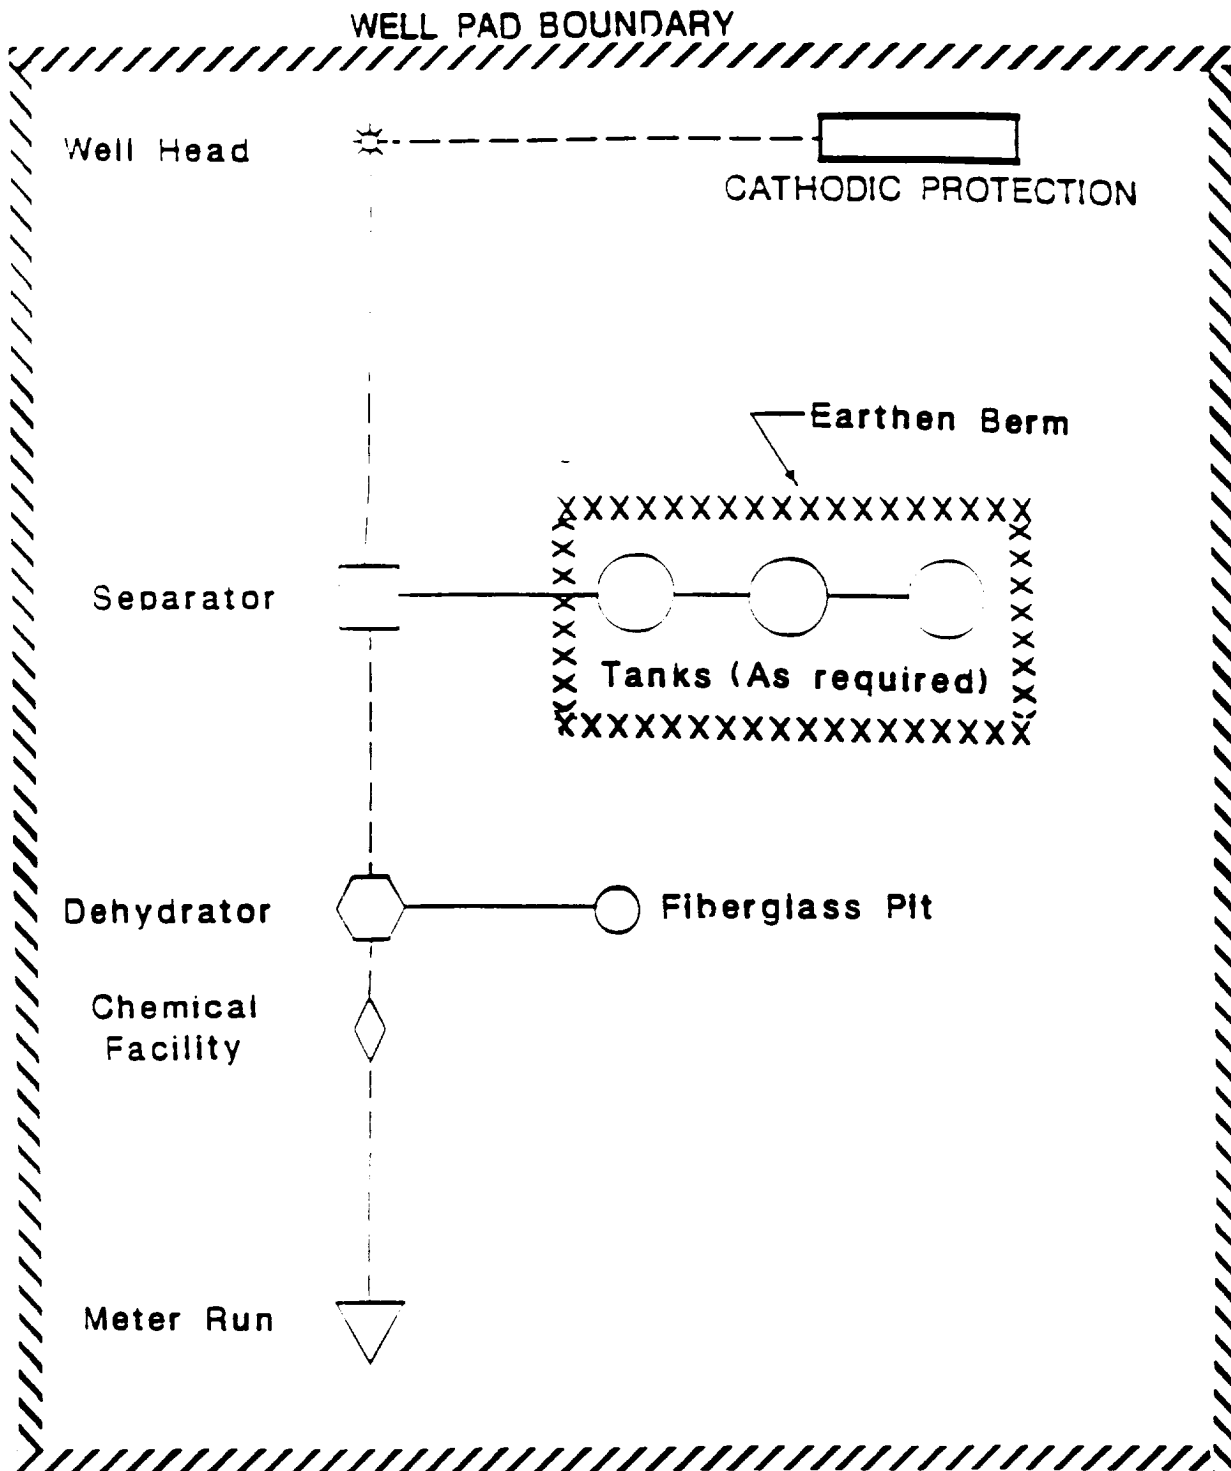 WELL PAD BOUNDARY
Well Head
CATHODIC PROTECTION
Earthen Berm
Separator
Tanks (As required)
Dehydrator
Fiberglass Pit
Chemical
Facility
Meter Run